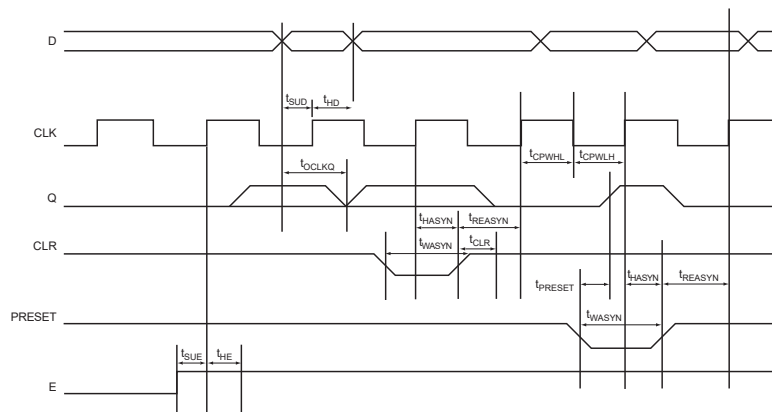 D
tSUD tHD
CLK
tCPWHL tCPWLH
tOCLKQ
Q
tHASYN tREASYN
tWASYN tCLR
CLR
tPRESET tHASYN tREASYN
tWASYN
PRESET
tSUE tHE
E